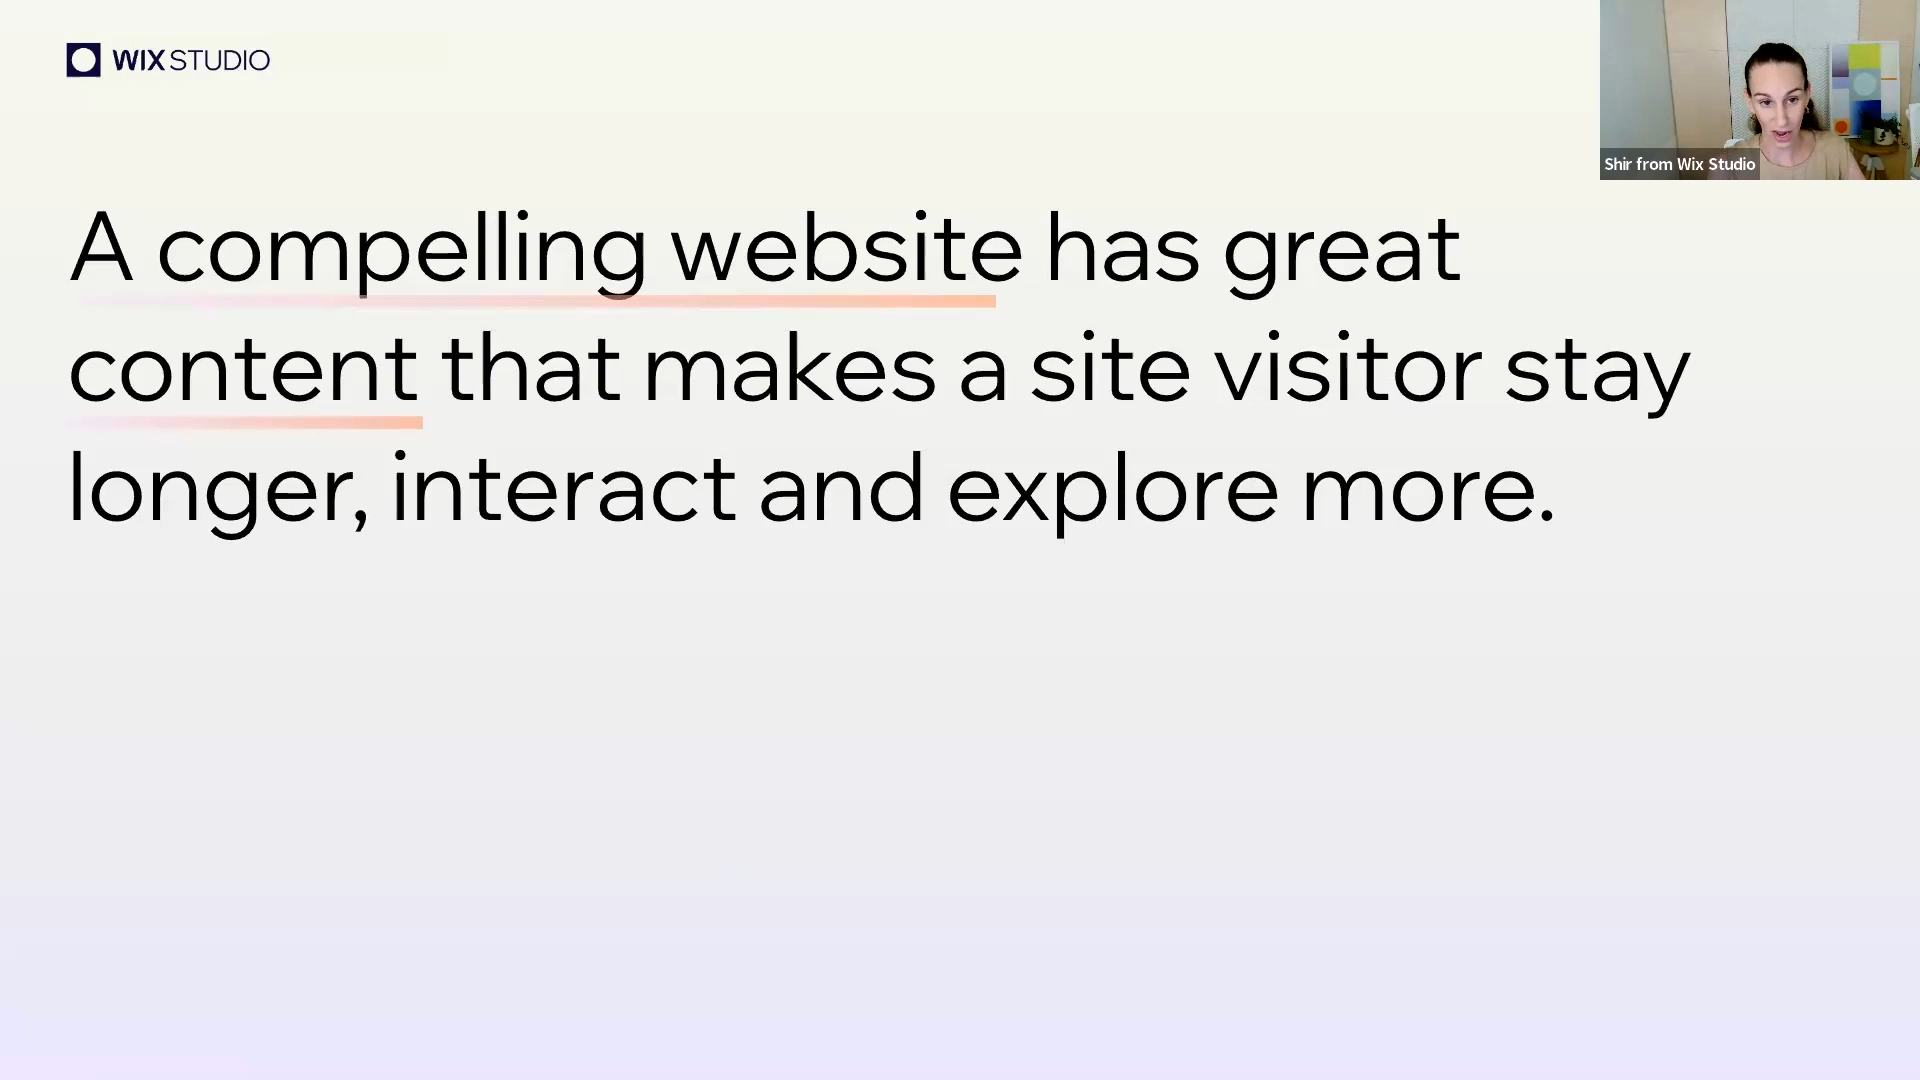 WIX STUDIO
Shir from Wix Studio
A compelling website has great
content that makes a site visitor stay
longer, interact and explore more.